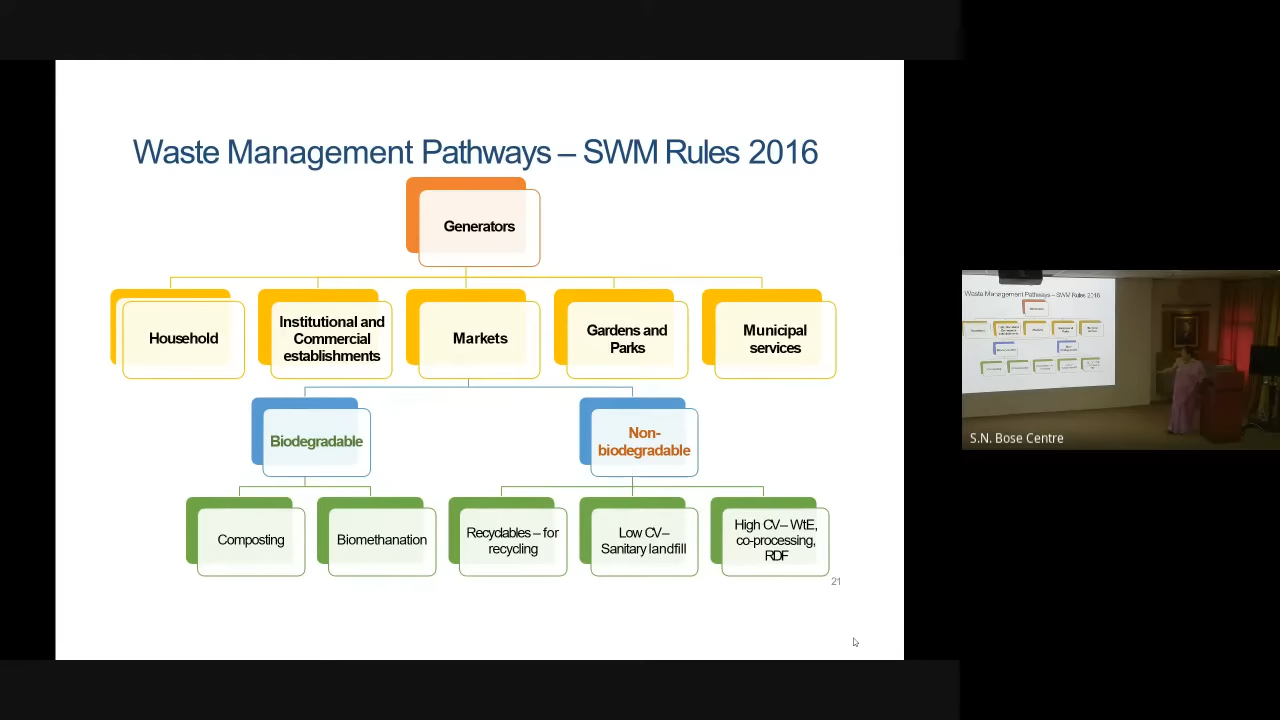 Waste Management Pathways – SWM Rules 2016
Generators
Household
Institutional and
Commercial
establishments
Markets
Gardens and
Parks
Municipal
services
Biodegradable
Non-
biodegradable
Composting
Biomethanation
Recyclables – for
recycling
Low CV–
Sanitary landfill
High CV– WtE,
co-processing,
RDF
21
Waste Management Pathways – SWM Rules 2016
S.N. Bose Centre